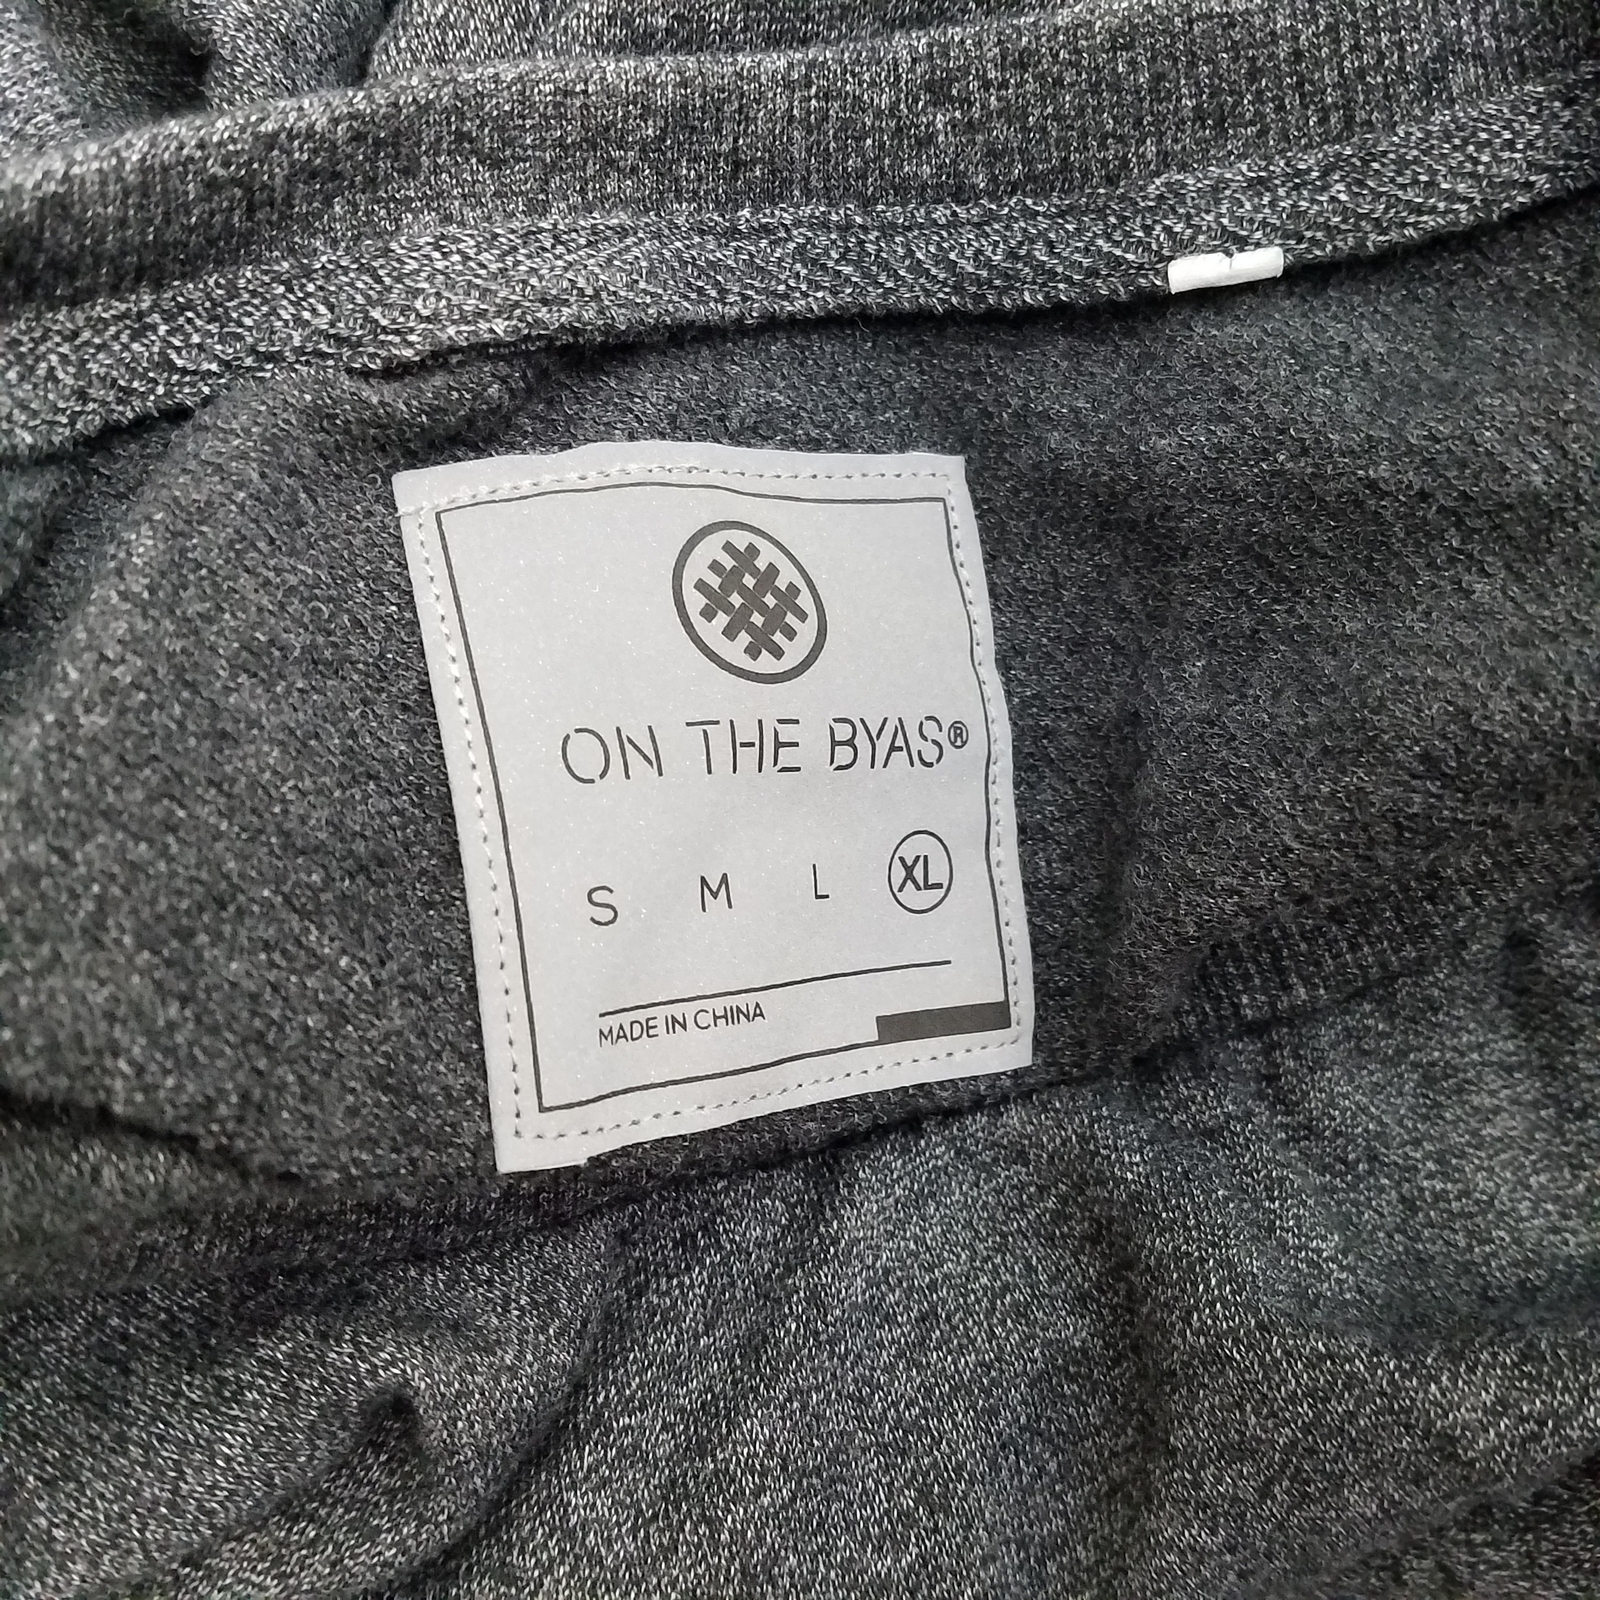 ON THE BYAS®
S M L XL
MADE IN CHINA